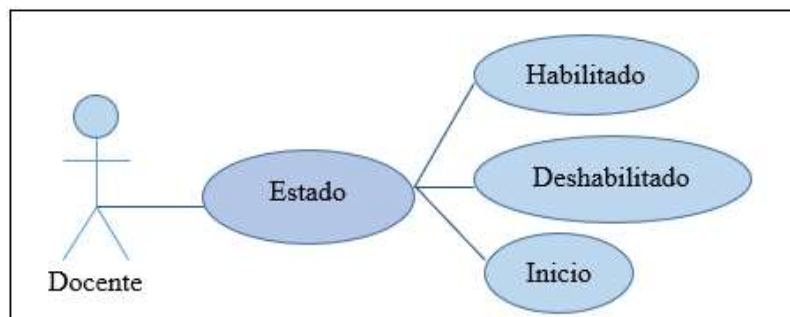 Habilitado
Estado
Deshabilitado
Inicio
Docente